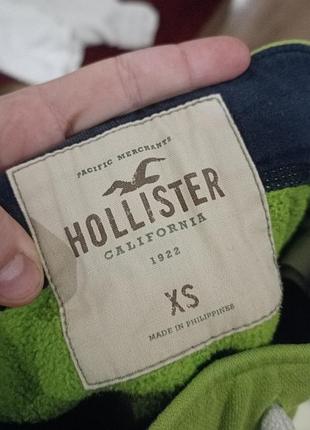 PACIFIC MERCHANTS
HOLLISTER
CALIFORNIA
1922
XS
MADE IN PHILIPPINES